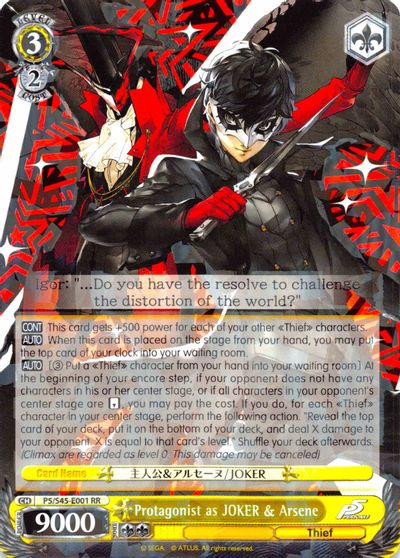 LEVEL
3
2
COST
Igor: "...Do you have the resolve to challenge
the distortion of the world?"
CONT This card gets +500 power for each of your other «Thief» characters.
AUTO When this card is placed on the stage from your hand, you may put
the top card of your clock into your waiting room.
AUTO [③ Put a «Thief» character from your hand into your waiting room] At
the beginning of your encore step, if your opponent does not have any
characters in his or her center stage, or if all characters in your opponent's
center stage are, you may pay the cost. If you do, for each «Thief»
character in your center stage, perform the following action. "Reveal the top
card of your deck, put it on the bottom of your deck, and deal X damage to
your opponent. X is equal to that card's level." Shuffle your deck afterwards.
(Climax are regarded as level 0. This damage may be canceled)
Card Name
主人公&アルセーヌ/JOKER
CH P5/S45-E001 RR
POWER
9000
Protagonist as JOKER & Arsene
P5
PERSONA5
Thief
© SEGA. © ATLUS. All rights reserved.